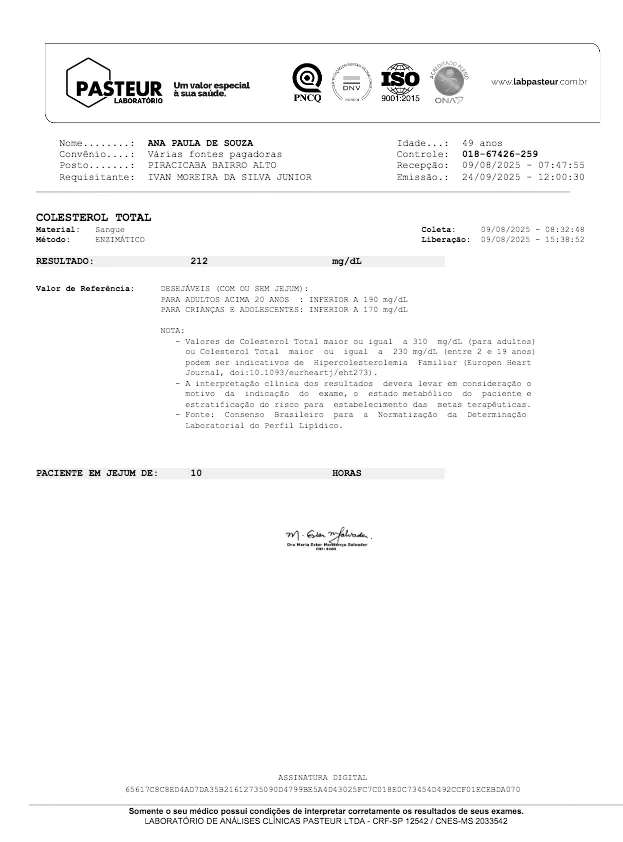 PASTEUR
LABORATÓRIO
Um valor especial
à sua saúde.
PNCQ
DNV
ISO
9001:2015
ACREDITADO PLENO
ONA
www.labpasteur.com.br
Nome.......: ANA PAULA DE SOUZA
Idade...: 49 anos
Convênio....: Várias fontes pagadoras
Controle: 018-67426-259
Posto.......: PIRACICABA BAIRRO ALTO
Recepção: 09/08/2025 - 07:47:55
Requisitante: IVAN MOREIRA DA SILVA JUNIOR
Emissão.: 24/09/2025 - 12:00:30
COLESTEROL TOTAL
Material: Sangue
Coleta: 09/08/2025 - 08:32:48
Método: ENZIMÁTICO
Liberação: 09/08/2025 - 15:38:52
RESULTADO: 212 mg/dL
Valor de Referência: DESEJÁVEIS (COM OU SEM JEJUM):
PARA ADULTOS ACIMA 20 ANOS : INFERIOR A 190 mg/dL
PARA CRIANÇAS E ADOLESCENTES: INFERIOR A 170 mg/dL
NOTA:
- Valores de Colesterol Total maior ou igual a 310 mg/dL (para adultos)
ou Colesterol Total maior ou igual a 230 mg/dL (entre 2 e 19 anos)
podem ser indicativos de Hipercolesterolemia Familiar (Europen Heart
Journal, doi:10.1093/eurheartj/eht273).
- A interpretação clínica dos resultados devera levar em consideração o
motivo da indicação do exame, o estado metabólico do paciente e
estratificação do risco para estabelecimento das metas terapêuticas.
- Fonte: Consenso Brasileiro para a Normatização da Determinação
Laboratorial do Perfil Lipídico.
PACIENTE EM JEJUM DE: 10 HORAS
Dra Maria Ester Salvador
ASSINATURA DIGITAL
65617C8C8ED4AD7DA35B21612735090D4799BE5A4D43025FC7C018E0C73454D492CCF01ECEBDA070
Somente o seu médico possui condições de interpretar corretamente os resultados de seus exames.
LABORATÓRIO DE ANÁLISES CLÍNICAS PASTEUR LTDA - CRF-SP 12542 / CNES-MS 2033542